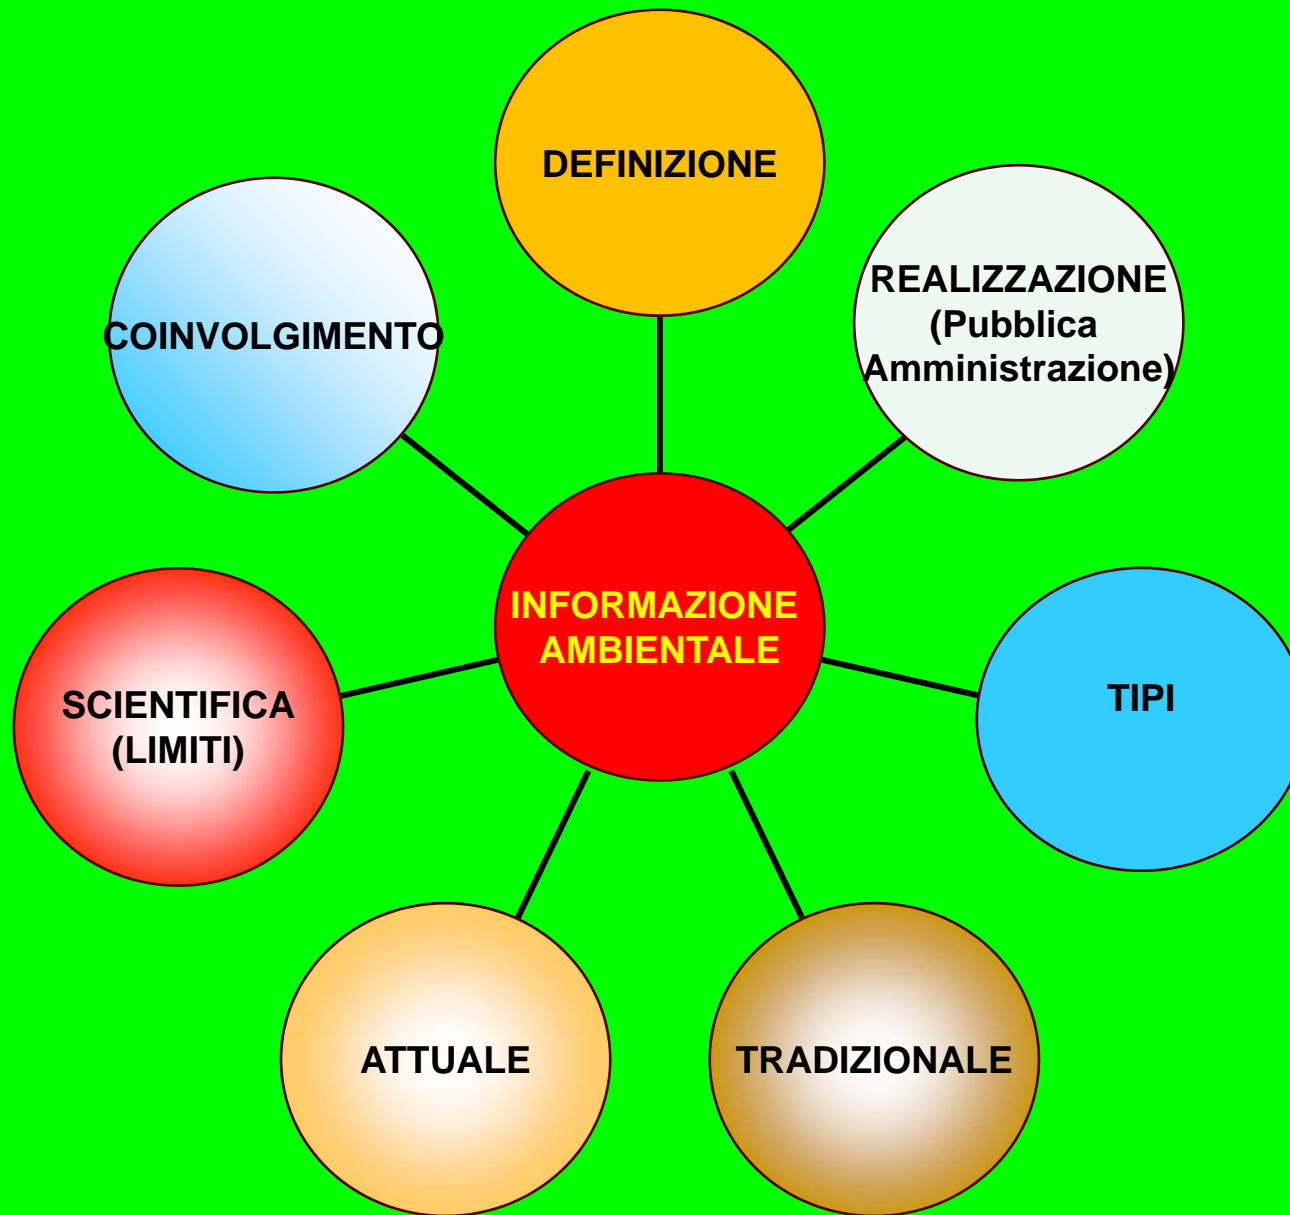 DEFINIZIONE
REALIZZAZIONE
(Pubblica
Amministrazione)
COINVOLGIMENTO
INFORMAZIONE
AMBIENTALE
SCIENTIFICA
(LIMITI)
TIPI
ATTUALE
TRADIZIONALE